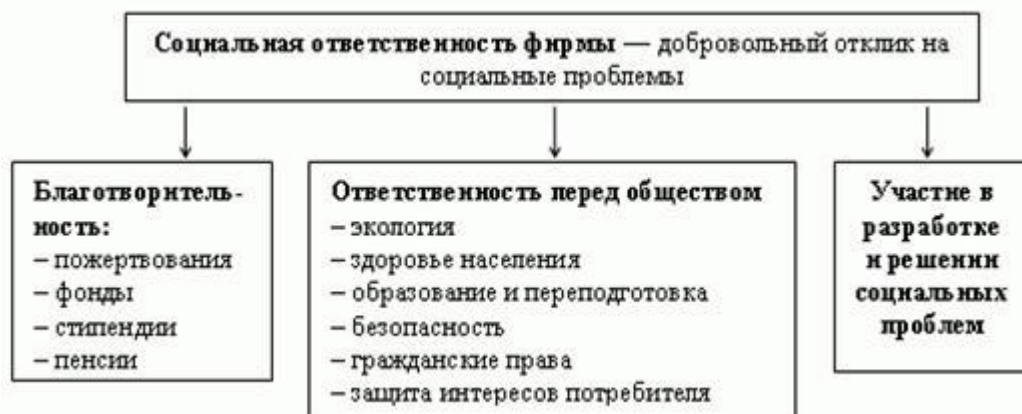 Социальная ответственность фирмы — добровольный отклик на
социальные проблемы
Благотворитель-
ность:
– пожертвования
– фонды
– стипендии
– пенсии
Ответственность перед обществом
– экология
– здоровье населения
– образование и переподготовка
– безопасность
– гражданские права
– защита интересов потребителя
Участие в
разработке
и решении
социальных
проблем